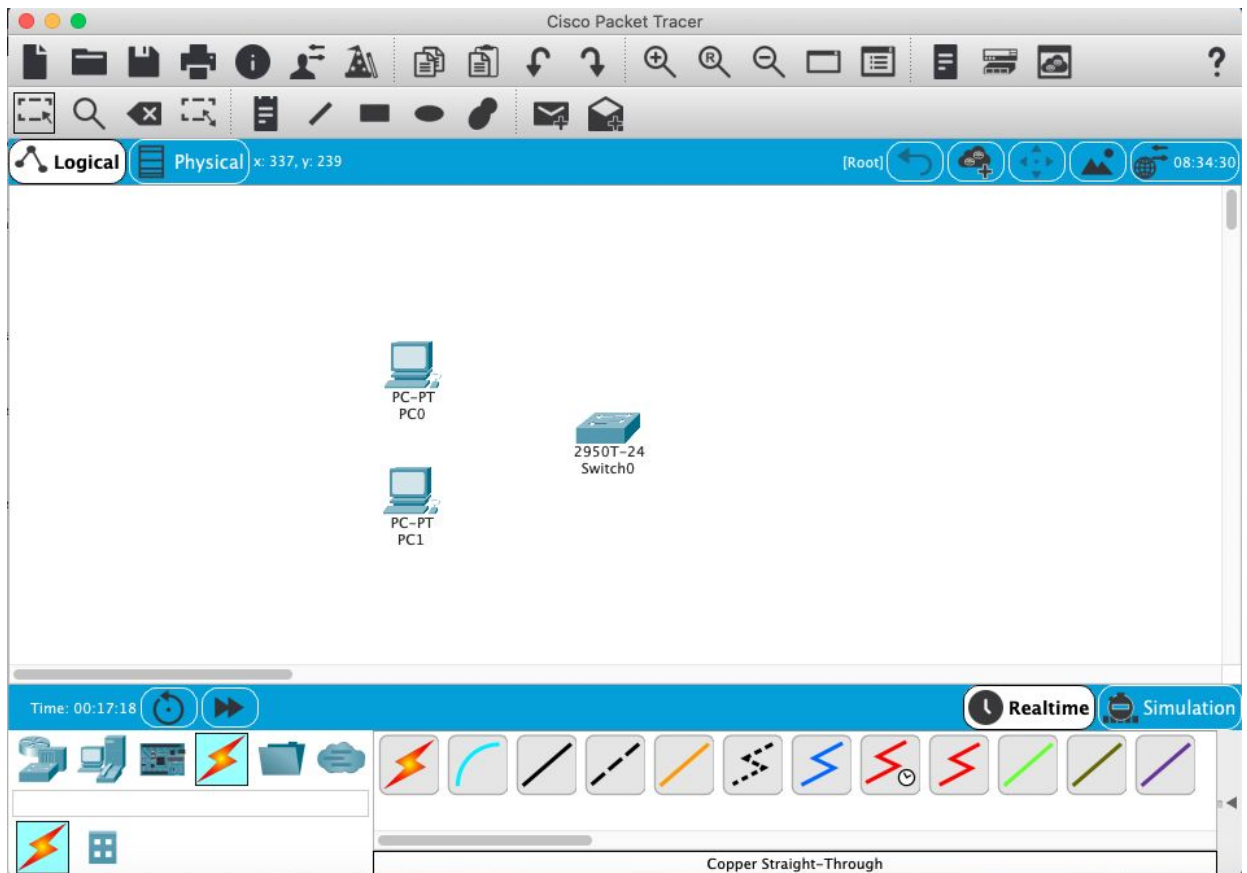 Cisco Packet Tracer
Logical
Physical
x: 337, y: 239
[Root]
08:34:30
PC-PT
PC0
2950T-24
Switch0
PC-PT
PC1
Time: 00:17:18
Realtime
Simulation
Copper Straight-Through